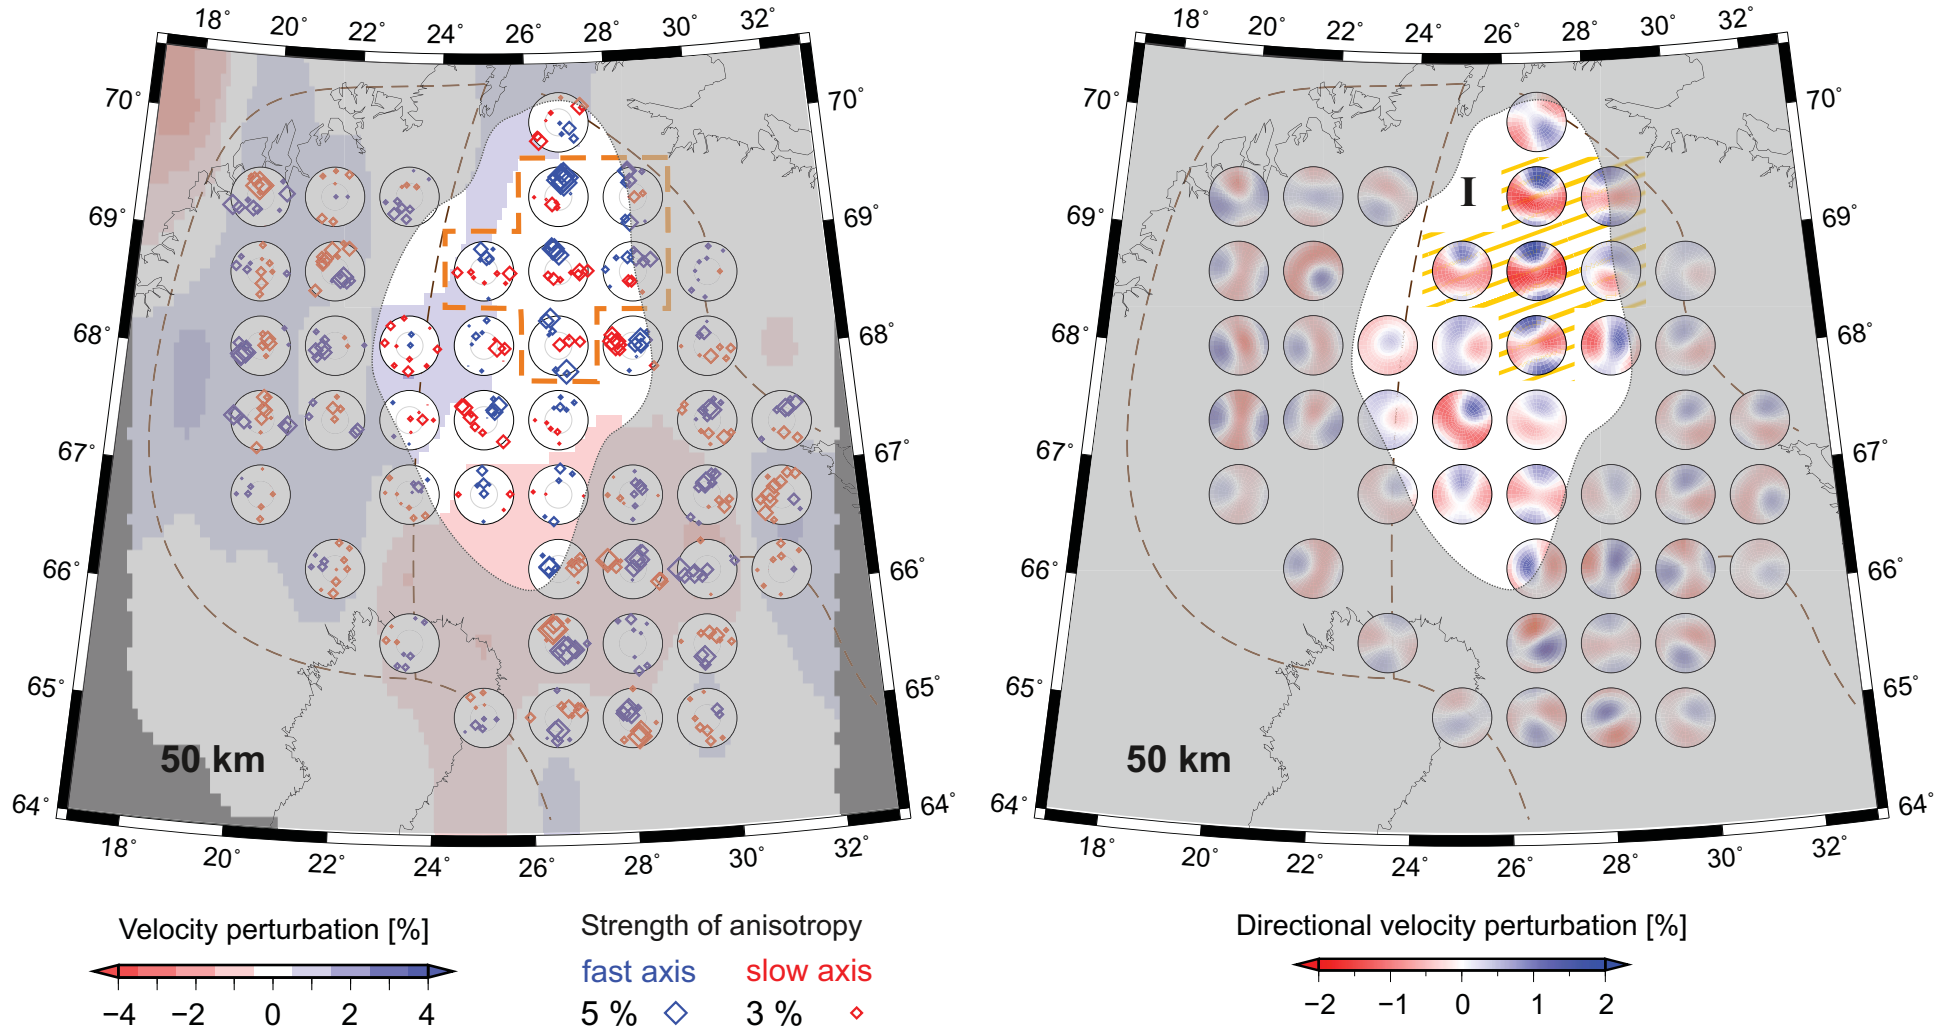 18° 20° 22° 24° 26° 28° 30° 32°
18° 20° 22° 24° 26° 28° 30° 32°
70° 70° 70° 70°
69° 69° 69° I 69°
68° 68° 68° 68°
67° 67° 67° 67°
66° 66° 66° 66°
65° 65° 65° 65°
50 km 50 km
64° 64° 64° 64°
18° 20° 22° 24° 26° 28° 30° 32°
18° 20° 22° 24° 26° 28° 30° 32°
Velocity perturbation [%]
−4 −2 0 2 4
Strength of anisotropy
fast axis slow axis
5 % 3 %
Directional velocity perturbation [%]
−2 −1 0 1 2